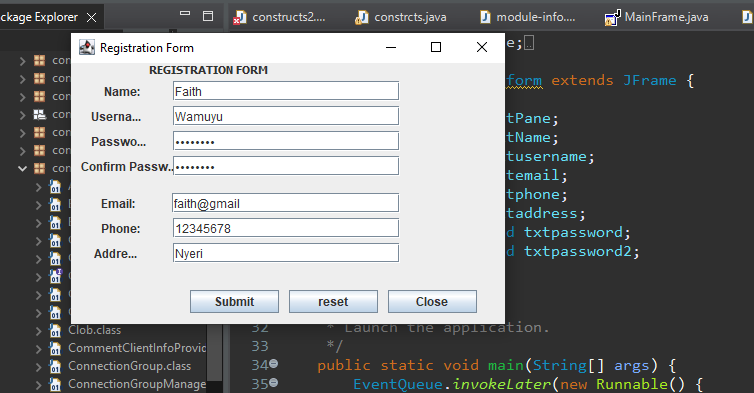 ackage Explorer
constructs2....
constrcts.java
module-info....
MainFrame.java
Registration Form
e;
REGISTRATION FORM
form extends JFrame {
Name:
Faith
Userna...
Wamuyu
tPane;
Passwo...
••••••••
tName;
Confirm Passw..
••••••••
tusername;
temail;
Email:
faith@gmail
tphone;
Phone:
12345678
taddress;
Addre...
Nyeri
d txtpassword;
d txtpassword2;
Submit
reset
Close
con
con
con
con
con
con
con
Clob.class
CommentClientInfoProvid
ConnectionGroup.class
ConnectionGroupManage
32 * Launch the application.
33 */
34 public static void main(String[] args) {
35 EventQueue.invokeLater(new Runnable() {